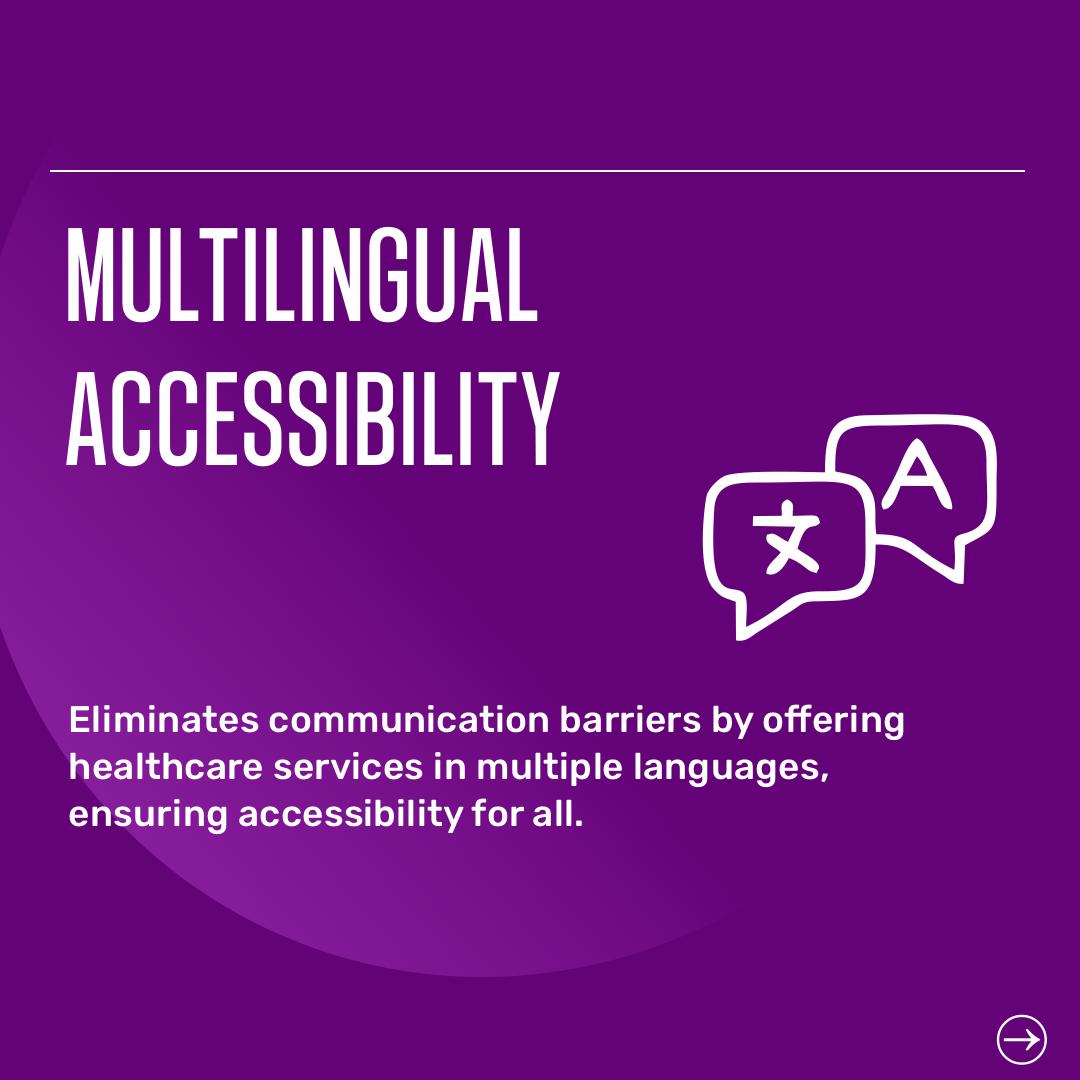 MULTILINGUAL
ACCESSIBILITY
文
A
Eliminates communication barriers by offering
healthcare services in multiple languages,
ensuring accessibility for all.